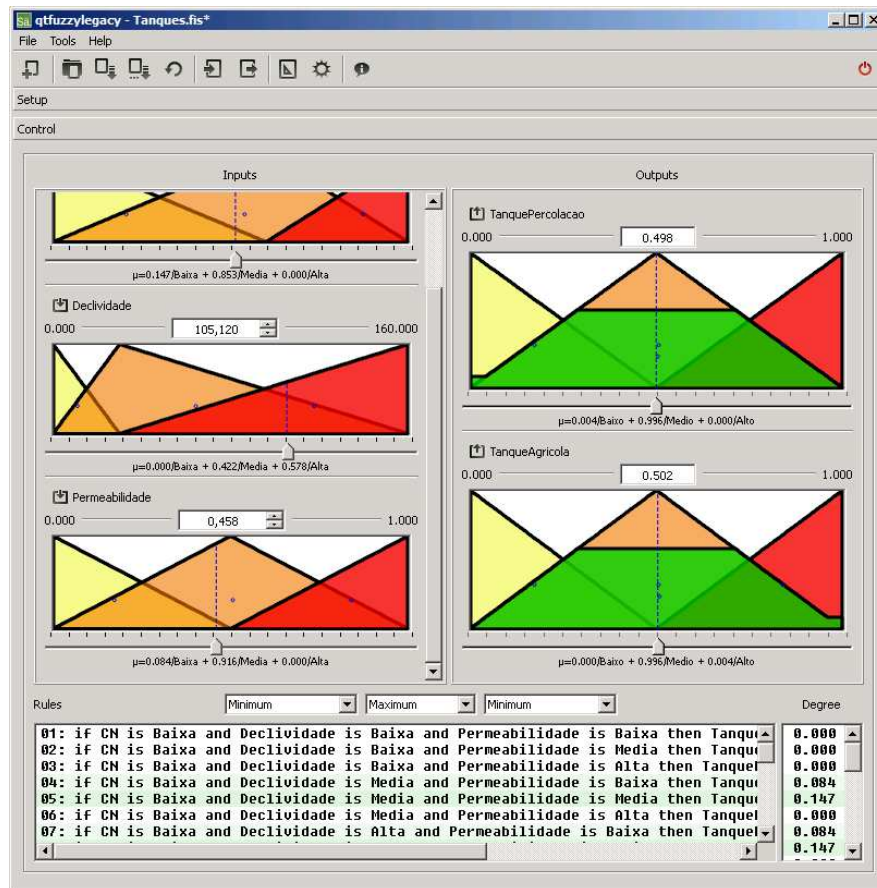 qtfuzzylegacy - Tanques.fis*
File Tools Help
Setup
Control
Inputs
μ=0.147/Baixa + 0.853/Media + 0.000/Alta
Declividade
0.000 105,120 160.000
μ=0.000/Baixa + 0.422/Media + 0.578/Alta
Permeabilidade
0.000 0,458 1.000
μ=0.084/Baixa + 0.916/Media + 0.000/Alta
Outputs
TanquePercolacao
0.000 0.498 1.000
μ=0.004/Baixo + 0.996/Medio + 0.000/Alto
TanqueAgricola
0.000 0.502 1.000
μ=0.000/Baixo + 0.996/Medio + 0.004/Alto
Rules Minimum Maximum Minimum Degree
01: if CN is Baixa and Declividade is Baixa and Permeabilidade is Baixa then Tanqu 0.000
02: if CN is Baixa and Declividade is Baixa and Permeabilidade is Media then Tanqu 0.000
03: if CN is Baixa and Declividade is Baixa and Permeabilidade is Alta then Tanque 0.000
04: if CN is Baixa and Declividade is Media and Permeabilidade is Baixa then Tanqu 0.084
05: if CN is Baixa and Declividade is Media and Permeabilidade is Media then Tanqu 0.147
06: if CN is Baixa and Declividade is Media and Permeabilidade is Alta then Tanque 0.000
07: if CN is Baixa and Declividade is Alta and Permeabilidade is Baixa then Tanque 0.084
0.147